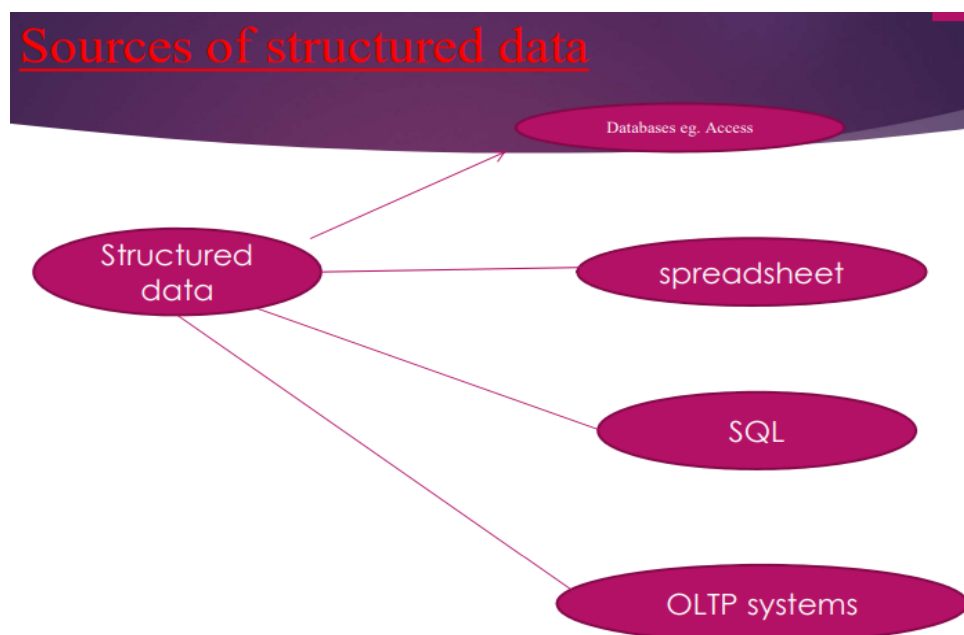 Sources of structured data
Databases eg. Access
Structured
data
spreadsheet
SQL
OLTP systems